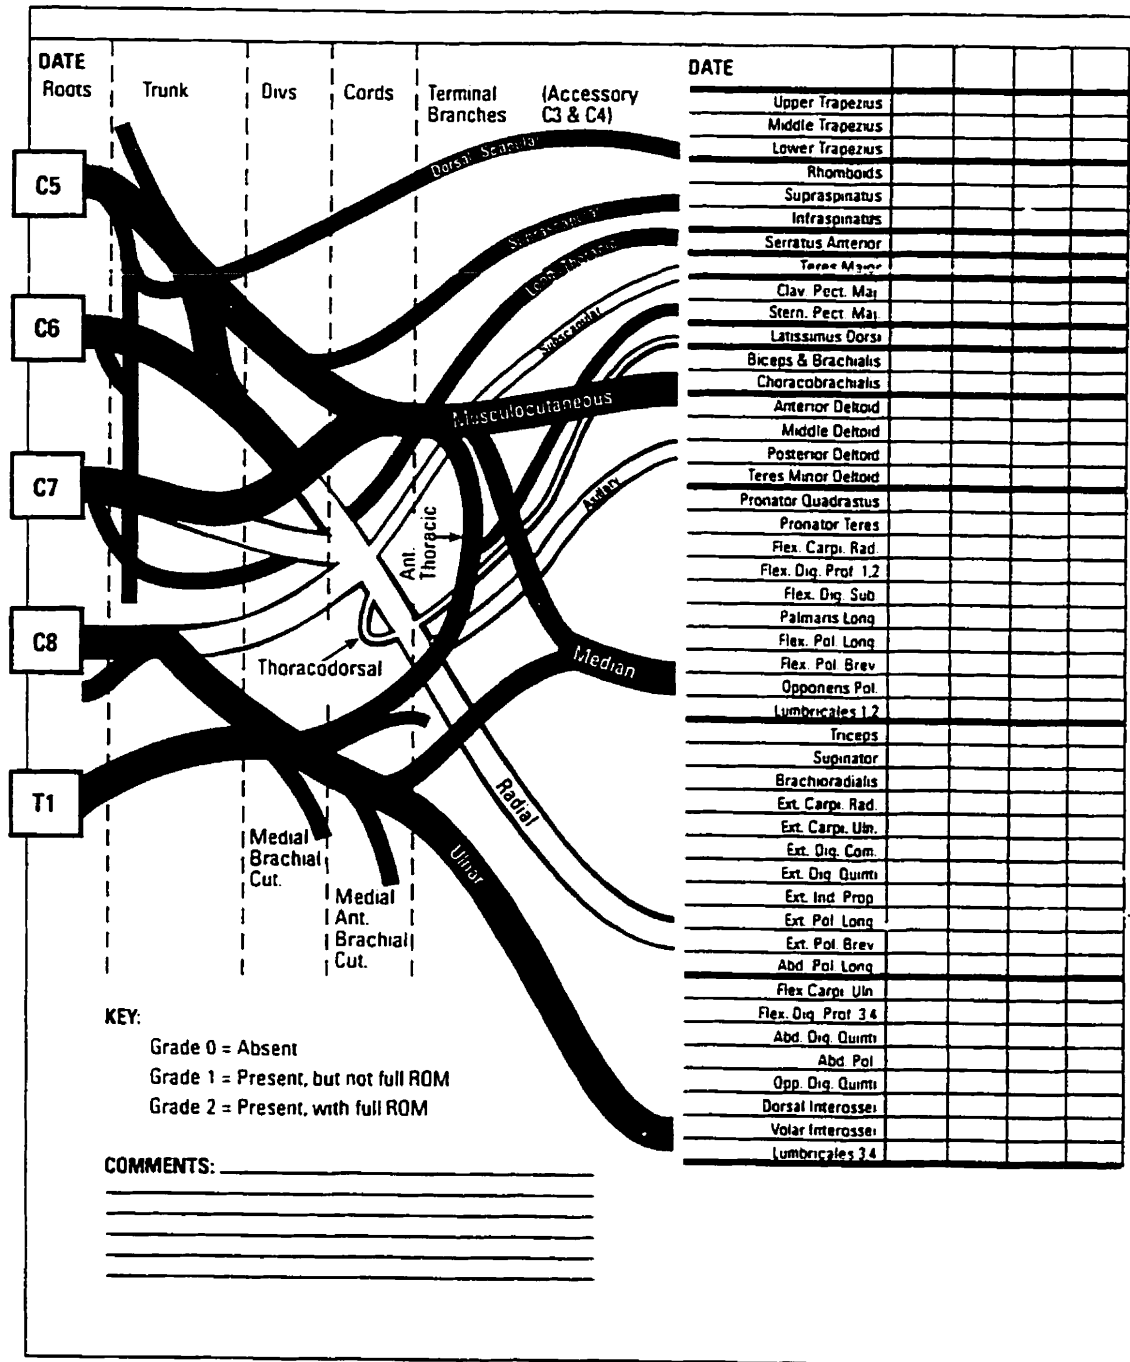 DATE
Roots
Trunk
Divs
Cords
Terminal
Branches
(Accessory
C3 & C4)
C5
C6
C7
C8
T1
Dorsal Scapular
Suprascapular
Long Thoracic
Subscapular
Musculocutaneous
Axillary
Ant.
Thoracic
Thoracodorsal
Median
Radial
Ulnar
Medial
Brachial
Cut.
Medial
Ant.
Brachial
Cut.
KEY:
Grade 0 = Absent
Grade 1 = Present, but not full ROM
Grade 2 = Present, with full ROM
COMMENTS:
DATE
Upper Trapezius
Middle Trapezius
Lower Trapezius
Rhomboids
Supraspinatus
Infraspinatus
Serratus Anterior
Teres Major
Clav. Pect. Maj
Stern. Pect. Maj
Latissimus Dorsi
Biceps & Brachialis
Choracobrachialis
Anterior Deltoid
Middle Deltoid
Posterior Deltoid
Teres Minor Deltoid
Pronator Quadrastus
Pronator Teres
Flex. Carpi. Rad.
Flex. Dig. Prof 1,2
Flex. Dig. Sub
Palmaris Long
Flex. Pol. Long
Flex. Pol. Brev
Opponens Pol.
Lumbricales 1,2
Triceps
Supinator
Brachioradialis
Ext. Carpi. Rad.
Ext. Carpi. Uln.
Ext. Dig. Com.
Ext. Dig Quinti
Ext. Ind Prop
Ext. Pol Long
Ext. Pol. Brev
Abd Pol. Long
Flex Carpi Uln
Flex. Dig Prof 3.4
Abd. Dig. Quinti
Abd. Pol
Opp. Dig. Quinti
Dorsal Interossei
Volar Interossei
Lumbricales 3.4